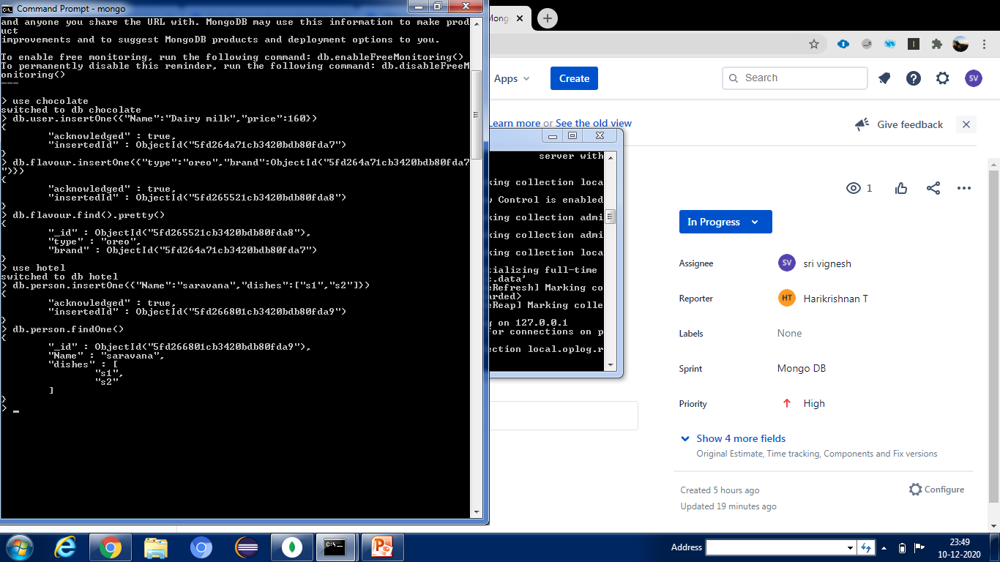 Command Prompt - mongo
and anyone you share the URL with. MongoDB may use this information to make prod
uct
improvements and to suggest MongoDB products and deployment options to you.
To enable free monitoring, run the following command: db.enableFreeMonitoring()
To permanently disable this reminder, run the following command: db.disableFreeM
onitoring()
---
> use chocolate
switched to db chocolate
> db.user.insertOne({"Name":"Dairy milk","price":160})
{
"acknowledged" : true,
"insertedId" : ObjectId("5fd264a71cb3420bdb80fda7")
}
> db.flavour.insertOne({"type":"oreo","brand":ObjectId("5fd264a71cb3420bdb80fda7
")})
{
"acknowledged" : true,
"insertedId" : ObjectId("5fd265521cb3420bdb80fda8")
}
> db.flavour.find().pretty()
{
"_id" : ObjectId("5fd265521cb3420bdb80fda8"),
"type" : "oreo",
"brand" : ObjectId("5fd264a71cb3420bdb80fda7")
}
> use hotel
switched to db hotel
> db.person.insertOne({"Name":"saravana","dishes":["s1","s2"]})
{
"acknowledged" : true,
"insertedId" : ObjectId("5fd266801cb3420bdb80fda9")
}
> db.person.findOne()
{
"_id" : ObjectId("5fd266801cb3420bdb80fda9"),
"Name" : "saravana",
"dishes" : [
"s1",
"s2"
]
}
> _
Mong
Apps
Create
Search
SV
Learn more or See the old view
Give feedback
server with
king collection loca
w Control is enabled
king collection admi
king collection admi
king collection loca
tializing full-time
c.data'
eRefresh] Marking co
arded>
eReap] Marking colle
g on 127.0.0.1
for connections on p
ection local.oplog.r
1
In Progress
Assignee
SV sri vignesh
Reporter
HT Harikrishnan T
Labels
None
Sprint
Mongo DB
Priority
High
Show 4 more fields
Original Estimate, Time tracking, Components and Fix versions
Created 5 hours ago
Configure
Updated 19 minutes ago
Address
23:49
10-12-2020